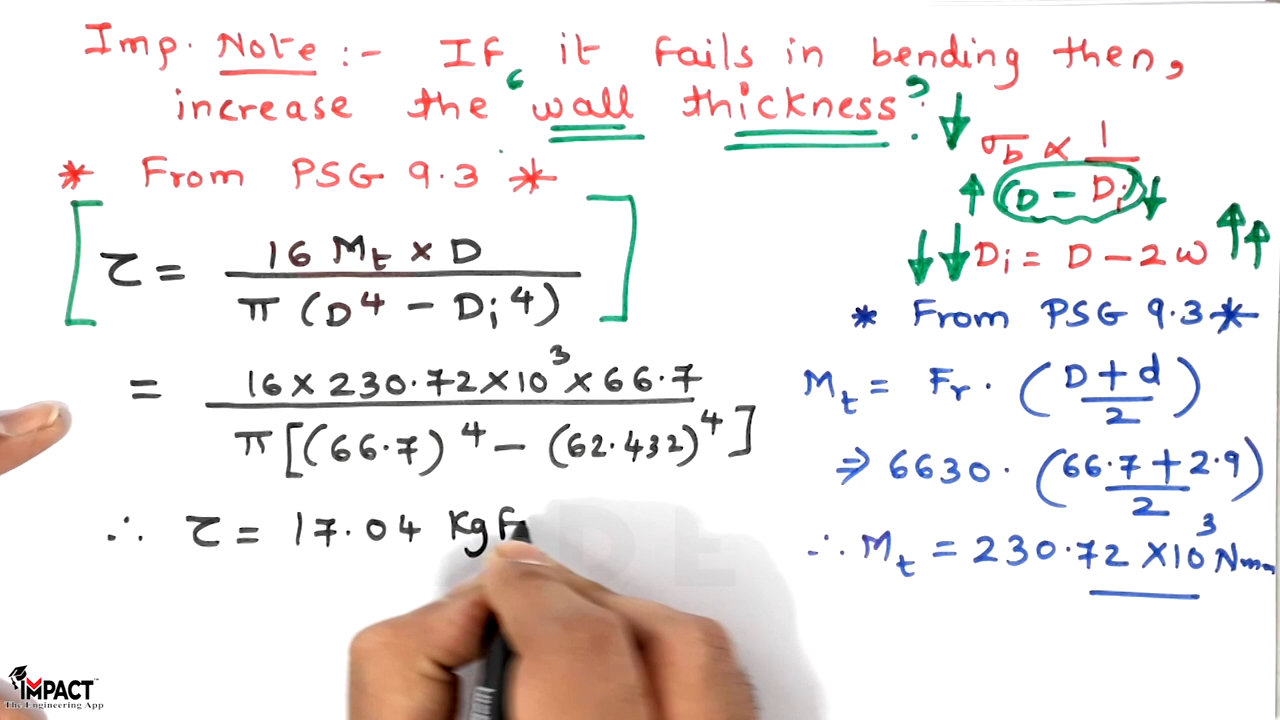 Imp. Note :- If it fails in bending then,
increase the 'wall thickness'.
σb ∝ 1 / (D - Di)
Di = D - 2w
* From PSG 9.3 *
τ = 16 Mt × D / π (D⁴ - Di⁴)
= 16 × 230.72 × 10³ × 66.7 / π [(66.7)⁴ - (62.432)⁴]
∴ τ = 17.04 Kgf
* From PSG 9.3 *
Mt = Fr . (D + d / 2)
⇒ 6630 . (66.7 + 2.9 / 2)
∴ Mt = 230.72 × 10³ Nmm
IMPACT
The Engineering App